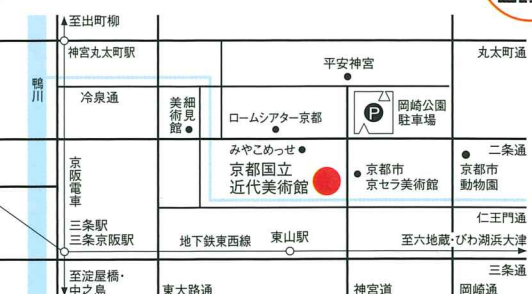 至出町柳
神宮丸太町駅
丸太町通
平安神宮
鴨川
冷泉通
細見
美術館
ロームシアター京都
P
岡崎公園
駐車場
みやこめっせ
二条通
京都国立
近代美術館
京都市
京セラ美術館
京都市
動物園
京阪電車
仁王門通
三条駅
三条京阪駅
地下鉄東西線
東山駅
至六地蔵・びわ湖浜大津
三条通
至淀屋橋・
中之島
東大路通
神宮道
岡崎通